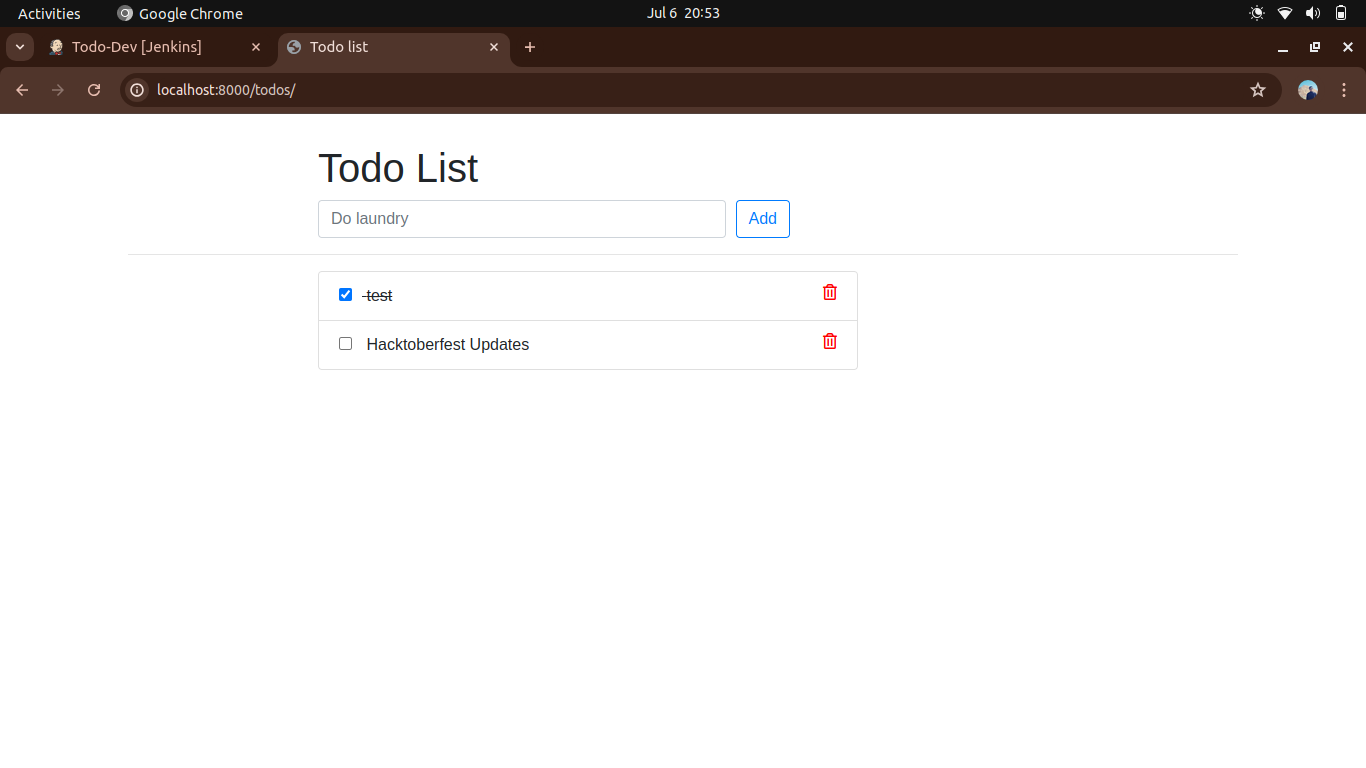 Activities Google Chrome Jul 6 20:53
Todo-Dev [Jenkins] Todo list
localhost:8000/todos/
Todo List
Do laundry Add
test
Hacktoberfest Updates